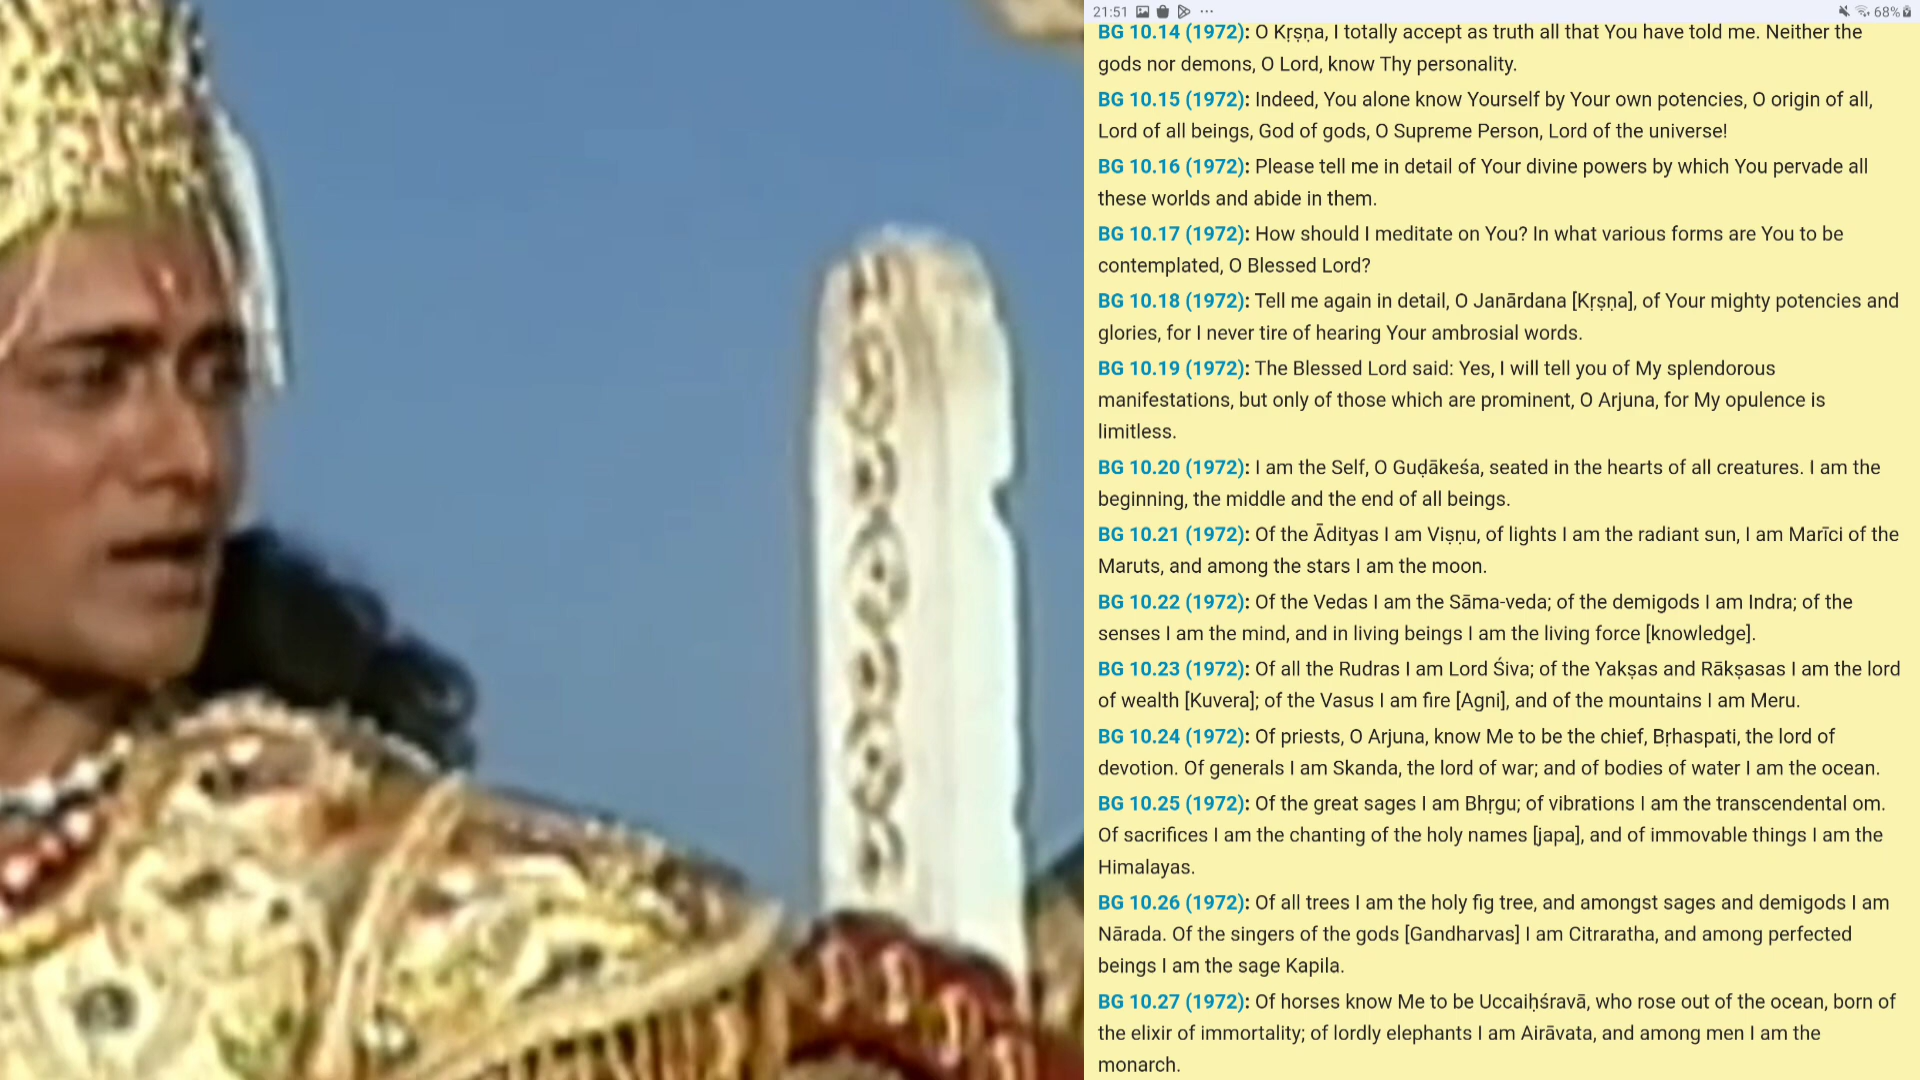 21:51
68%
BG 10.14 (1972): O Kṛṣṇa, I totally accept as truth all that You have told me. Neither the
gods nor demons, O Lord, know Thy personality.
BG 10.15 (1972): Indeed, You alone know Yourself by Your own potencies, O origin of all,
Lord of all beings, God of gods, O Supreme Person, Lord of the universe!
BG 10.16 (1972): Please tell me in detail of Your divine powers by which You pervade all
these worlds and abide in them.
BG 10.17 (1972): How should I meditate on You? In what various forms are You to be
contemplated, O Blessed Lord?
BG 10.18 (1972): Tell me again in detail, O Janārdana [Kṛṣṇa], of Your mighty potencies and
glories, for I never tire of hearing Your ambrosial words.
BG 10.19 (1972): The Blessed Lord said: Yes, I will tell you of My splendorous
manifestations, but only of those which are prominent, O Arjuna, for My opulence is
limitless.
BG 10.20 (1972): I am the Self, O Guḍākeśa, seated in the hearts of all creatures. I am the
beginning, the middle and the end of all beings.
BG 10.21 (1972): Of the Ādityas I am Viṣṇu, of lights I am the radiant sun, I am Marīci of the
Maruts, and among the stars I am the moon.
BG 10.22 (1972): Of the Vedas I am the Sāma-veda; of the demigods I am Indra; of the
senses I am the mind, and in living beings I am the living force [knowledge].
BG 10.23 (1972): Of all the Rudras I am Lord Śiva; of the Yakṣas and Rākṣasas I am the lord
of wealth [Kuvera]; of the Vasus I am fire [Agni], and of the mountains I am Meru.
BG 10.24 (1972): Of priests, O Arjuna, know Me to be the chief, Bṛhaspati, the lord of
devotion. Of generals I am Skanda, the lord of war; and of bodies of water I am the ocean.
BG 10.25 (1972): Of the great sages I am Bhṛgu; of vibrations I am the transcendental om.
Of sacrifices I am the chanting of the holy names [japa], and of immovable things I am the
Himalayas.
BG 10.26 (1972): Of all trees I am the holy fig tree, and amongst sages and demigods I am
Nārada. Of the singers of the gods [Gandharvas] I am Citraratha, and among perfected
beings I am the sage Kapila.
BG 10.27 (1972): Of horses know Me to be Uccaiḥśravā, who rose out of the ocean, born of
the elixir of immortality; of lordly elephants I am Airāvata, and among men I am the
monarch.